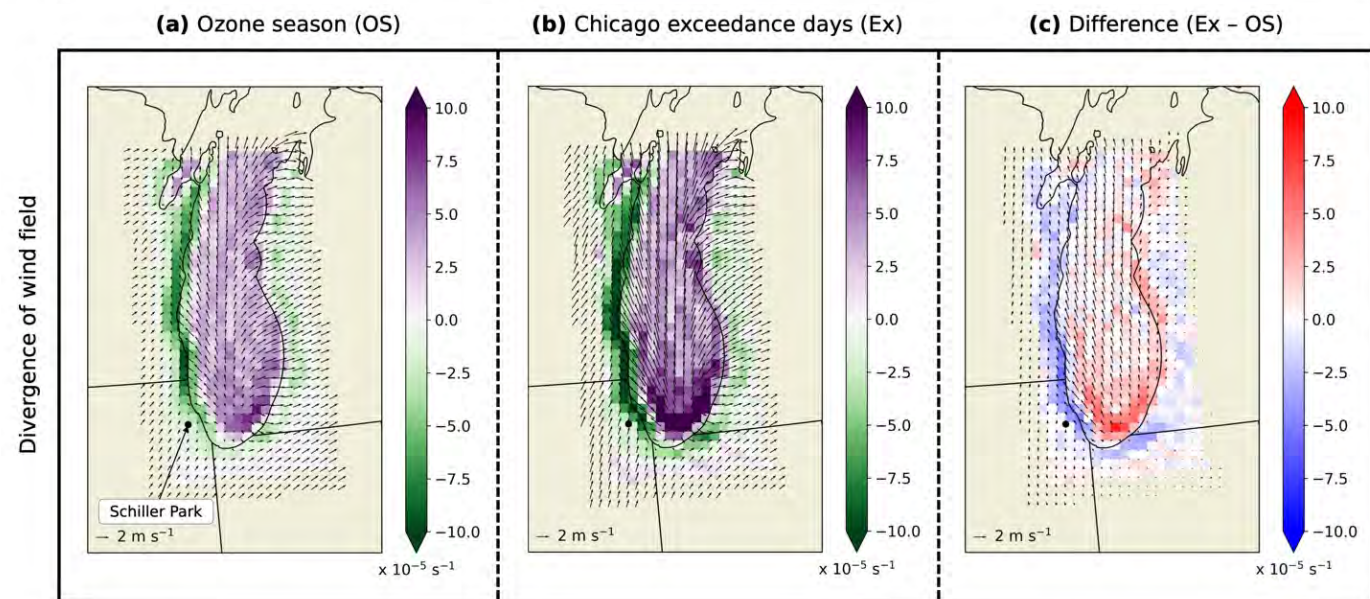 (a) Ozone season (OS)
(b) Chicago exceedance days (Ex)
(c) Difference (Ex – OS)
Divergence of wind field
10.0
7.5
5.0
2.5
0.0
−2.5
−5.0
−7.5
−10.0
x 10⁻⁵ s⁻¹
Schiller Park
→ 2 m s⁻¹
10.0
7.5
5.0
2.5
0.0
−2.5
−5.0
−7.5
−10.0
x 10⁻⁵ s⁻¹
→ 2 m s⁻¹
10.0
7.5
5.0
2.5
0.0
−2.5
−5.0
−7.5
−10.0
x 10⁻⁵ s⁻¹
→ 2 m s⁻¹